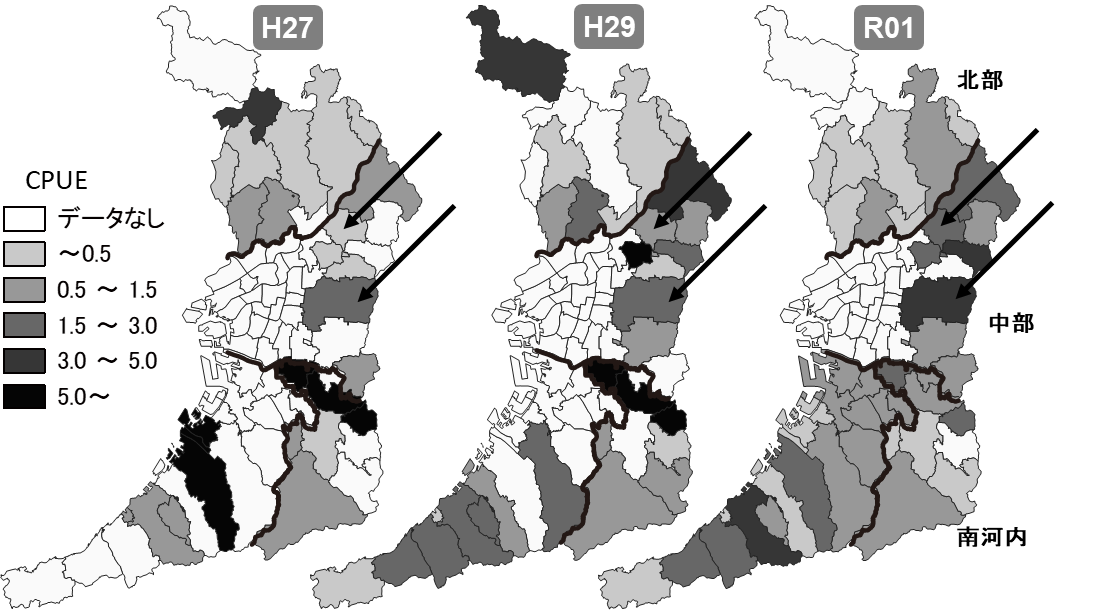 H27
H29
R01
北部
CPUE
データなし
～0.5
0.5 ～ 1.5
1.5 ～ 3.0
3.0 ～ 5.0
5.0～
中部
南河内